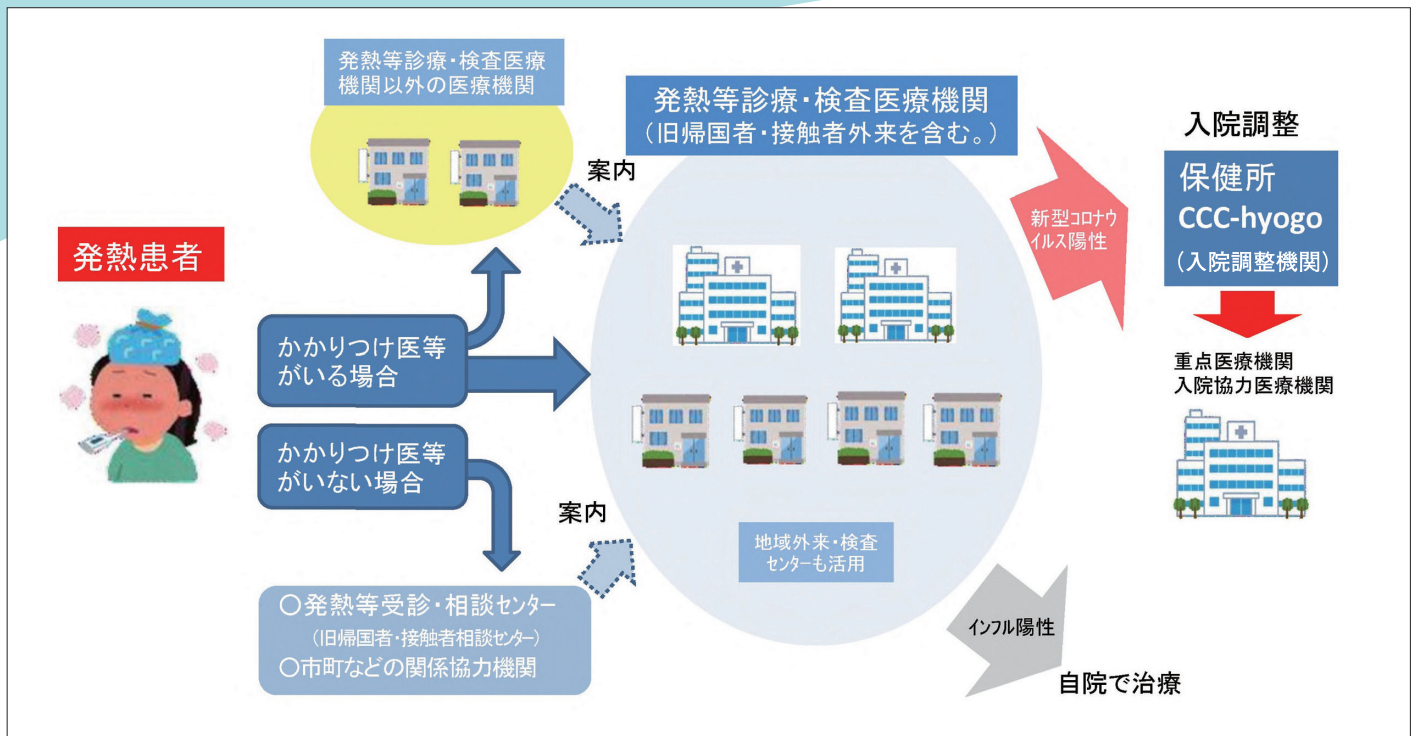 発熱等診療・検査医療
機関以外の医療機関
発熱等診療・検査医療機関
(旧帰国者・接触者外来を含む。)
入院調整
保健所
CCC-hyogo
(入院調整機関)
案内
新型コロナウ
イルス陽性
発熱患者
かかりつけ医等
がいる場合
重点医療機関
入院協力医療機関
かかりつけ医等
がいない場合
案内
地域外来・検査
センターも活用
○発熱等受診・相談センター
(旧帰国者・接触者相談センター)
○市町などの関係協力機関
インフル陽性
自院で治療